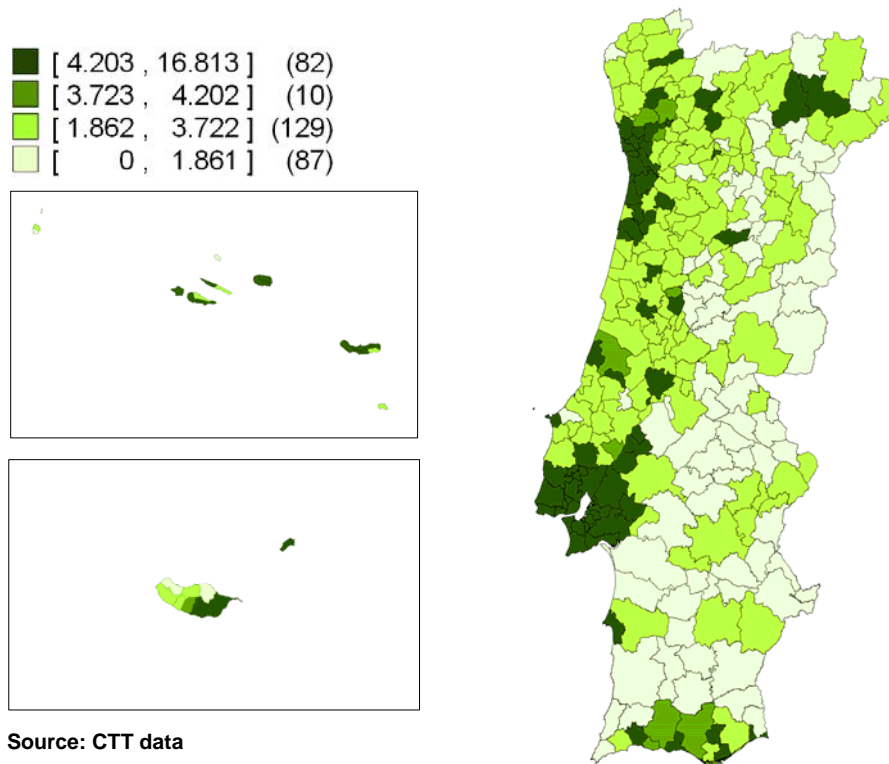 [ 4.203 , 16.813 ] (82)
[ 3.723 , 4.202 ] (10)
[ 1.862 , 3.722 ] (129)
[ 0 , 1.861 ] (87)
Source: CTT data